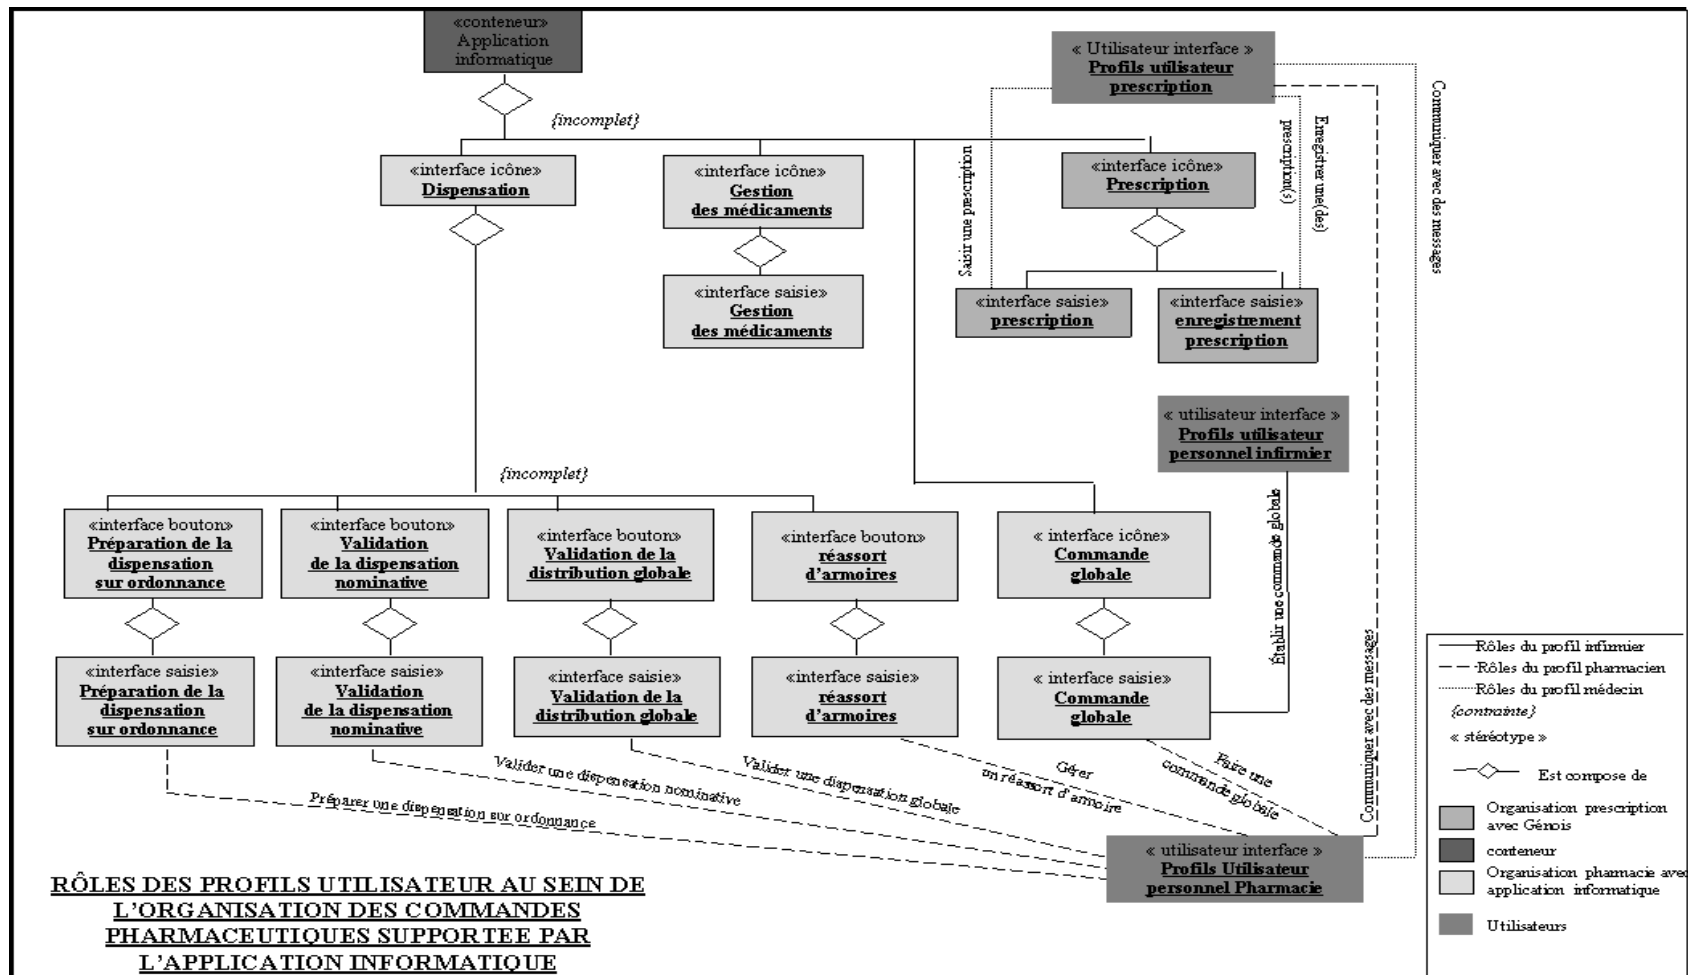 «conteneur»
Application
informatique
« Utilisateur interface »
Profils utilisateur
prescription
{incomplet}
Saisir une prescription
Enregistrer une(des)
prescription(s)
Communiquer avec des messages
«interface icône»
Dispensation
«interface icône»
Gestion
des médicaments
«interface icône»
Prescription
«interface saisie»
Gestion
des médicaments
«interface saisie»
prescription
«interface saisie»
enregistrement
prescription
« utilisateur interface »
Profils utilisateur
personnel infirmier
{incomplet}
Établir une commande globale
«interface bouton»
Préparation de la
dispensation
sur ordonnance
«interface bouton»
Validation
de la dispensation
nominative
«interface bouton»
Validation de la
distribution globale
«interface bouton»
réassort
d'armoires
« interface icône»
Commande
globale
«interface saisie»
Préparation de la
dispensation
sur ordonnance
«interface saisie»
Validation
de la dispensation
nominative
«interface saisie»
Validation de la
distribution globale
«interface saisie»
réassort
d'armoires
« interface saisie»
Commande
globale
Communiquer avec des messages
Préparer une dispensation sur ordonnance
Valider une dispensation nominative
Valider une dispensation globale
Gérer
un réassort d'armoire
Faire une
commande globale
« utilisateur interface »
Profils Utilisateur
personnel Pharmacie
Rôles du profil infirmier
Rôles du profil pharmacien
Rôles du profil médecin
{contrainte}
« stéréotype »
Est compose de
Organisation prescription
avec Génois
conteneur
Organisation pharmacie avec
application informatique
Utilisateurs
RÔLES DES PROFILS UTILISATEUR AU SEIN DE
L'ORGANISATION DES COMMANDES
PHARMACEUTIQUES SUPPORTEE PAR
L'APPLICATION INFORMATIQUE